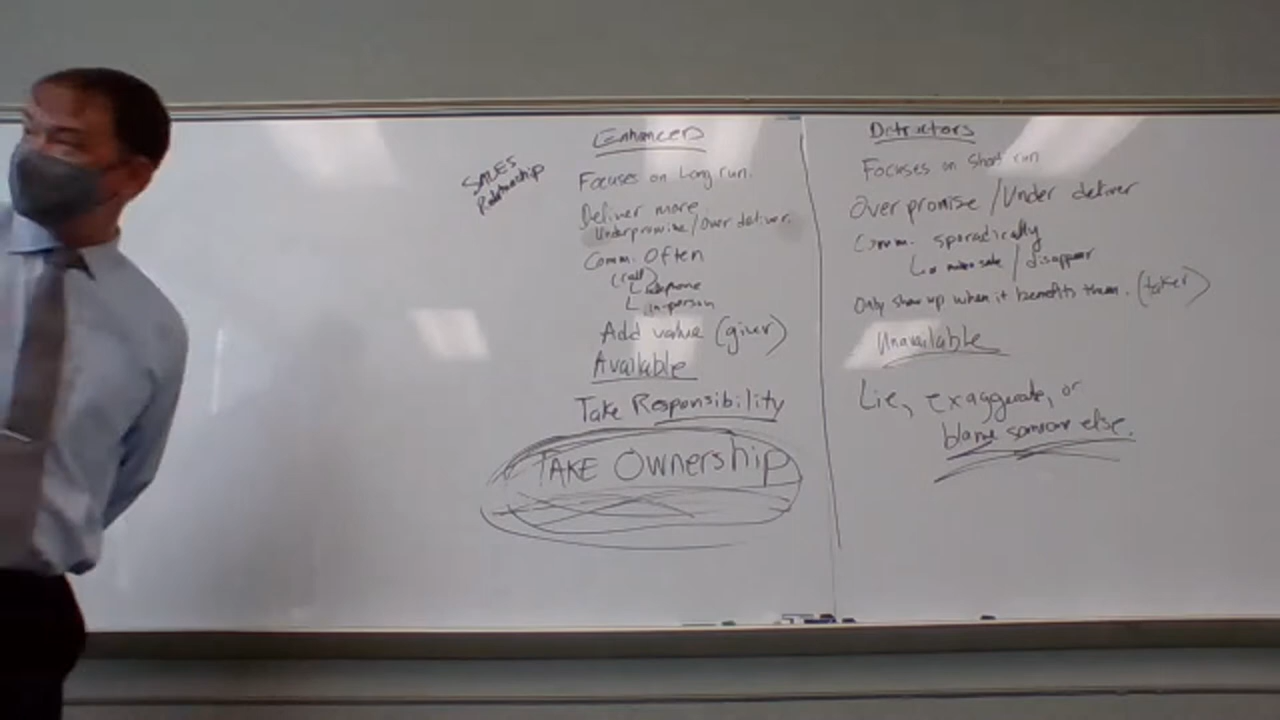 SALES
Relationship
Enhancers
Focuses on Long run.
Deliver more
Underpromise/Over deliver.
Comm. Often
(call)
telephone
in-person
Add value (giver)
Available
Take Responsibility
TAKE Ownership
Detractors
Focuses on Short run
Over promise / Under deliver
Comm. sporadically
sale / disappear
Only show up when it benefits them. (taker)
Unavailable
Lie, exaggerate, or
blame someone else.